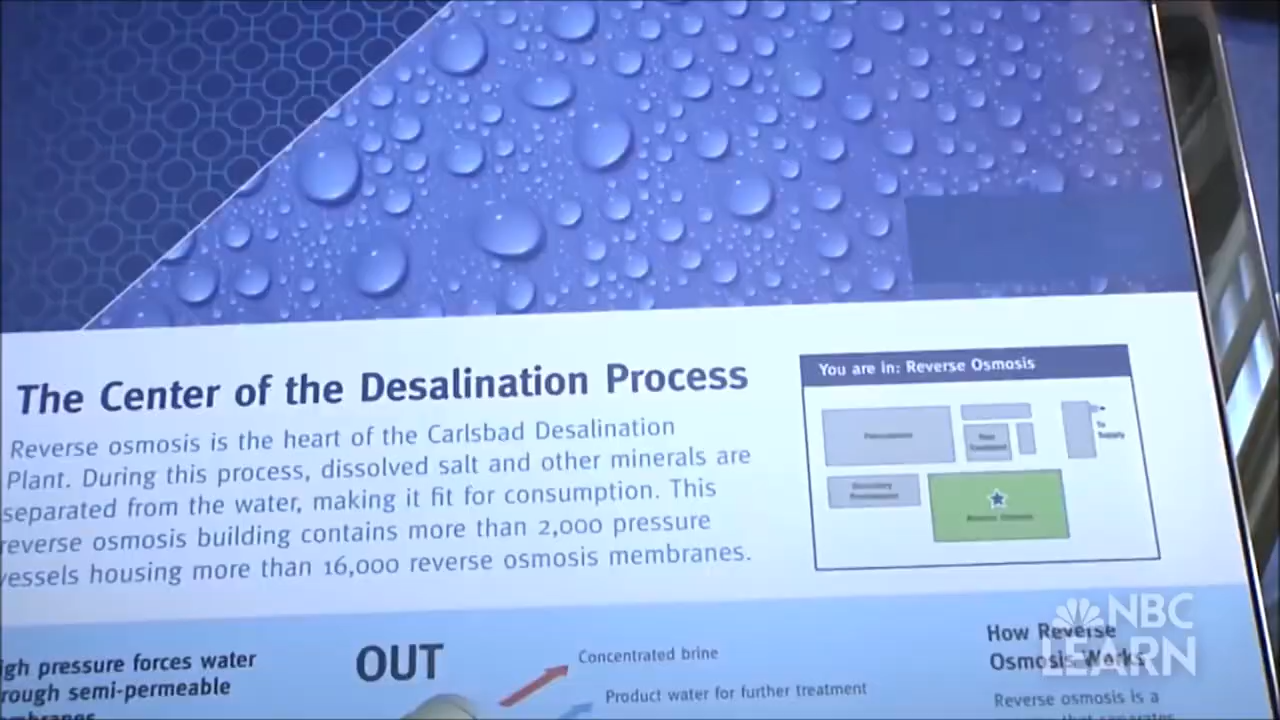 The Center of the Desalination Process
Reverse osmosis is the heart of the Carlsbad Desalination
Plant. During this process, dissolved salt and other minerals are
separated from the water, making it fit for consumption. This
reverse osmosis building contains more than 2,000 pressure
vessels housing more than 16,000 reverse osmosis membranes.
You are in: Reverse Osmosis
To
Supply
igh pressure forces water
rough semi-permeable
OUT
Concentrated brine
Product water for further treatment
How Reverse
Osmosis Works
Reverse osmosis is a
NBC
LEARN